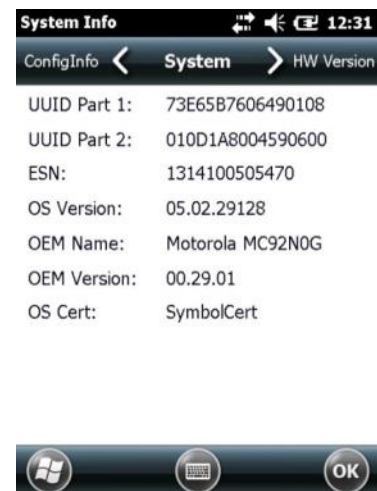 System Info 12:31
ConfigInfo System HW Version
UUID Part 1: 73E65B7606490108
UUID Part 2: 010D1A8004590600
ESN: 1314100505470
OS Version: 05.02.29128
OEM Name: Motorola MC92N0G
OEM Version: 00.29.01
OS Cert: SymbolCert
OK